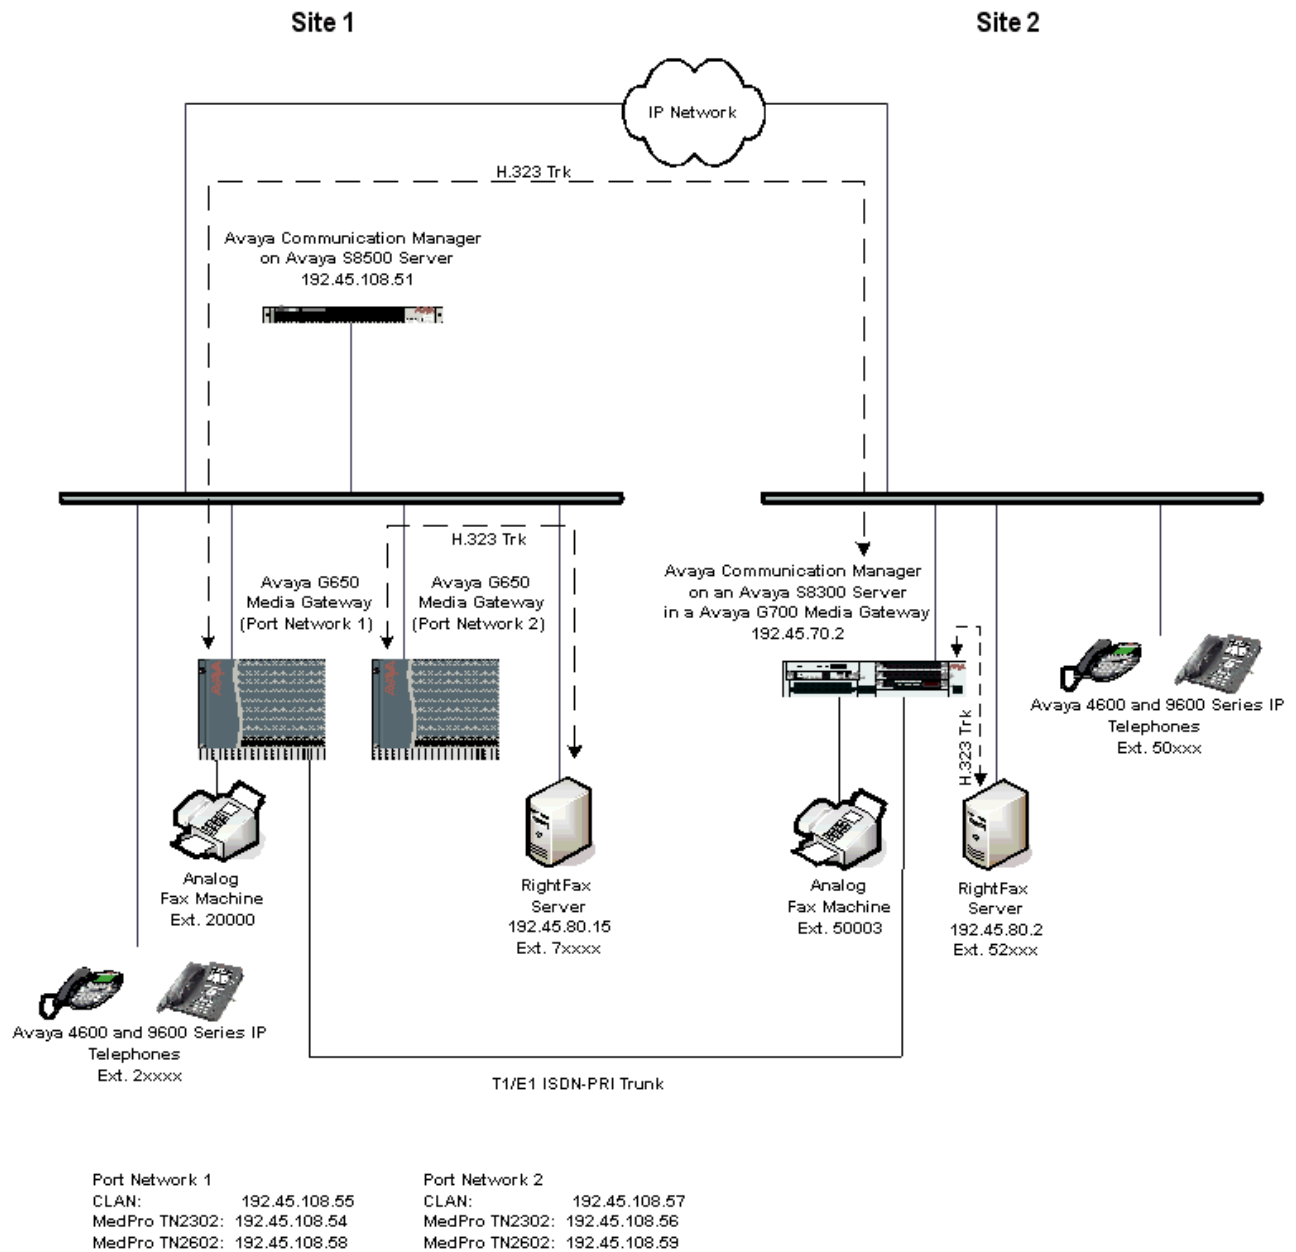 Site 1
Site 2
IP Network
H.323 Trk
Avaya Communication Manager
on Avaya S8500 Server
192.45.108.51
H.323 Trk
Avaya G650
Media Gateway
(Port Network 1)
Avaya G650
Media Gateway
(Port Network 2)
Avaya Communication Manager
on an Avaya S8300 Server
in a Avaya G700 Media Gateway
192.45.70.2
H.323 Trk
Avaya 4600 and 9600 Series IP
Telephones
Ext. 50xxx
Analog
Fax Machine
Ext. 20000
RightFax
Server
192.45.80.15
Ext. 7xxxx
Analog
Fax Machine
Ext. 50003
RightFax
Server
192.45.80.2
Ext. 52xxx
Avaya 4600 and 9600 Series IP
Telephones
Ext. 2xxxx
T1/E1 ISDN-PRI Trunk
Port Network 1
CLAN: 192.45.108.55
MedPro TN2302: 192.45.108.54
MedPro TN2602: 192.45.108.58
Port Network 2
CLAN: 192.45.108.57
MedPro TN2302: 192.45.108.56
MedPro TN2602: 192.45.108.59